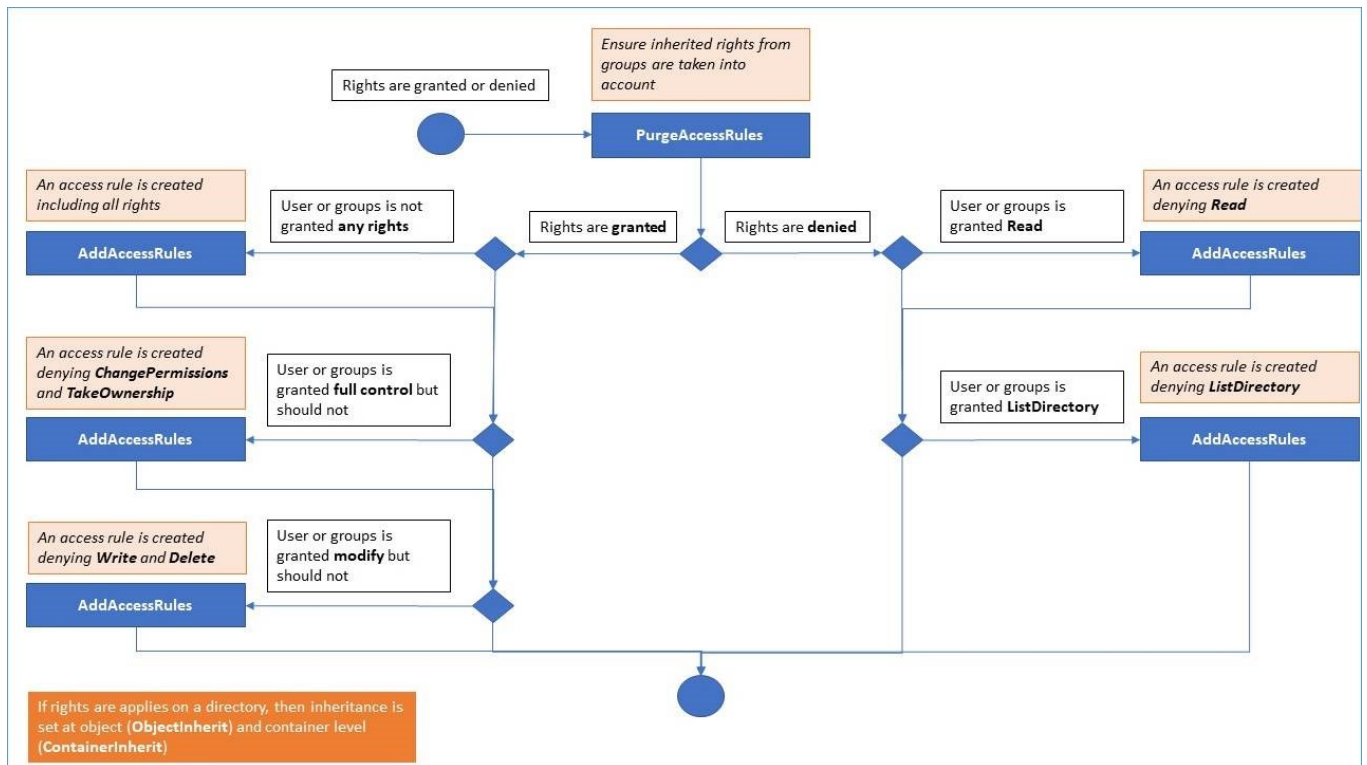 Ensure inherited rights from
groups are taken into
account
Rights are granted or denied
PurgeAccessRules
An access rule is created
including all rights
User or groups is not
granted any rights
Rights are granted
Rights are denied
User or groups is
granted Read
An access rule is created
denying Read
AddAccessRules
AddAccessRules
An access rule is created
denying ChangePermissions
and TakeOwnership
User or groups is
granted full control but
should not
User or groups is
granted ListDirectory
An access rule is created
denying ListDirectory
AddAccessRules
AddAccessRules
An access rule is created
denying Write and Delete
User or groups is
granted modify but
should not
AddAccessRules
If rights are applies on a directory, then inheritance is
set at object (ObjectInherit) and container level
(ContainerInherit)